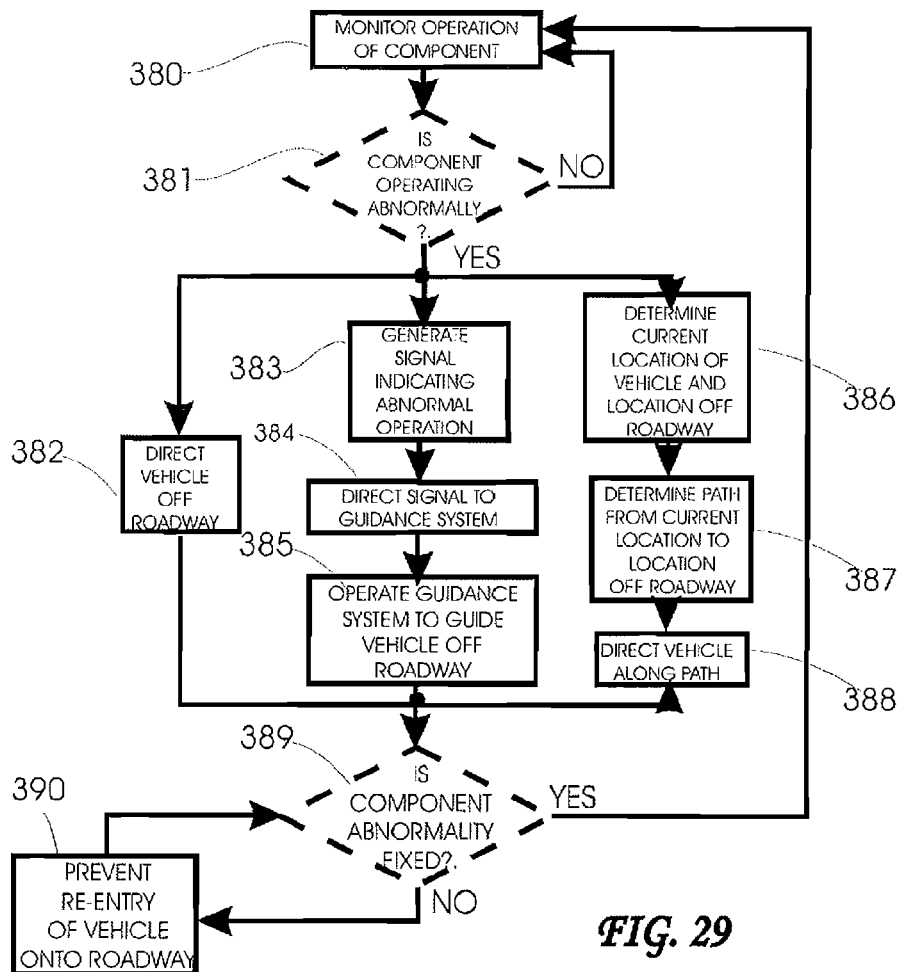 MONITOR OPERATION
OF COMPONENT
380
IS
COMPONENT
OPERATING
ABNORMALLY
?.
381
NO
YES
DIRECT
VEHICLE
OFF
ROADWAY
382
GENERATE
SIGNAL
INDICATING
ABNORMAL
OPERATION
383
384
DIRECT SIGNAL TO
GUIDANCE SYSTEM
385
OPERATE GUIDANCE
SYSTEM TO GUIDE
VEHICLE OFF
ROADWAY
DETERMINE
CURRENT
LOCATION OF
VEHICLE AND
LOCATION OFF
ROADWAY
386
DETERMINE PATH
FROM CURRENT
LOCATION TO
LOCATION
OFF ROADWAY
387
DIRECT VEHICLE
ALONG PATH
388
389
IS
COMPONENT
ABNORMALITY
FIXED?.
YES
NO
390
PREVENT
RE-ENTRY
OF VEHICLE
ONTO ROADWAY
FIG. 29